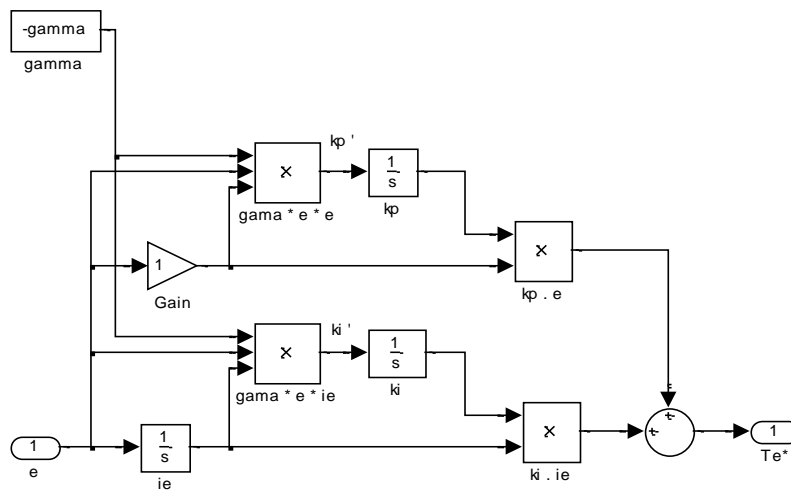 -gamma
gamma
kp '
×
1
s
gama * e * e
kp
1
Gain
×
kp . e
ki '
×
1
s
gama * e * ie
ki
+
+
×
ki . ie
1
e
1
s
ie
1
Te*